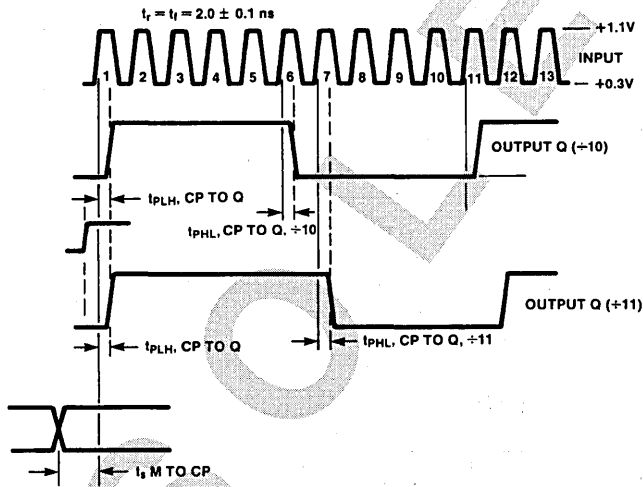 tr = tf = 2.0 ± 0.1 ns
+1.1V
INPUT
1 2 3 4 5 6 7 8 9 10 11 12 13
+0.3V
OUTPUT Q (÷10)
tPLH, CP TO Q
tPHL, CP TO Q, ÷10
OUTPUT Q (÷11)
tPLH, CP TO Q
tPHL, CP TO Q, ÷11
ts M TO CP